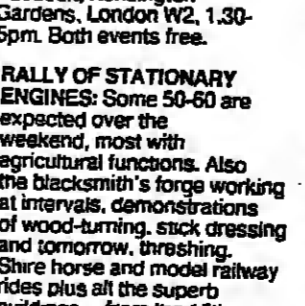 Gardens, London W2, 1.30-
5pm. Both events free.
RALLY OF STATIONARY
ENGINES: Some 50-60 are
expected over the
weekend, most with
agricultural functions. Also
the blacksmith's forge working
at intervals, demonstrations
of wood-turning, stick dressing
and tomorrow, threshing.
Shire horse and model railway
rides plus all the superb